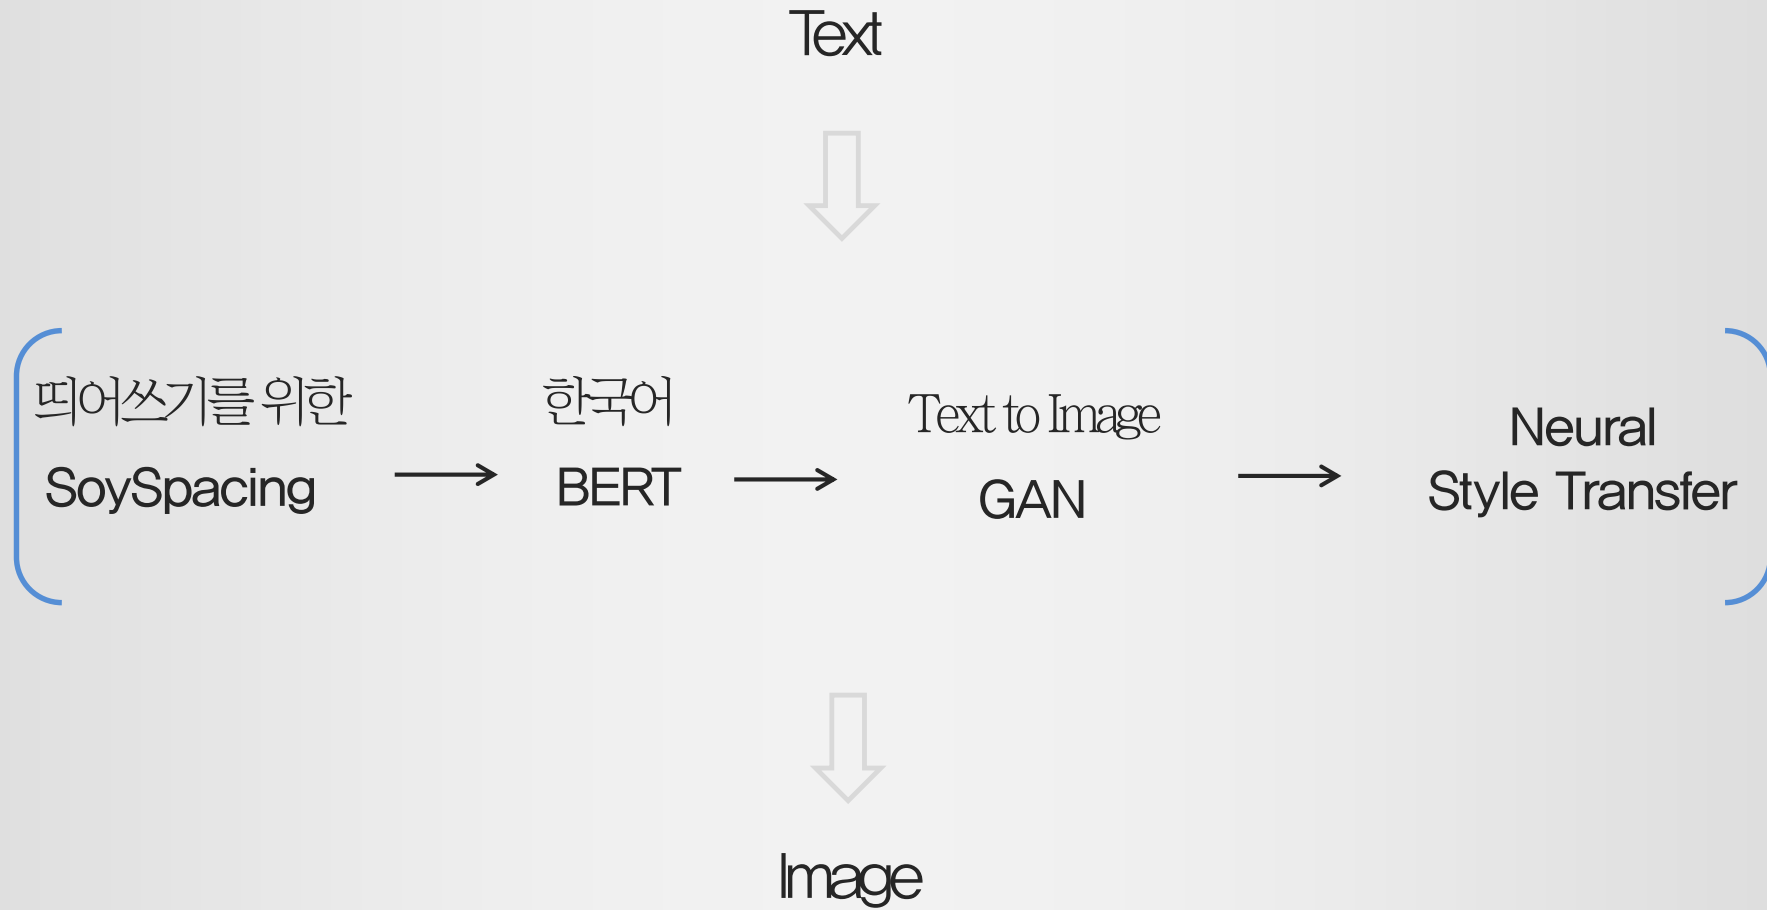 Text
띄어쓰기를 위한
SoySpacing
한국어
BERT
Text to Image
GAN
Neural
Style Transfer
Image